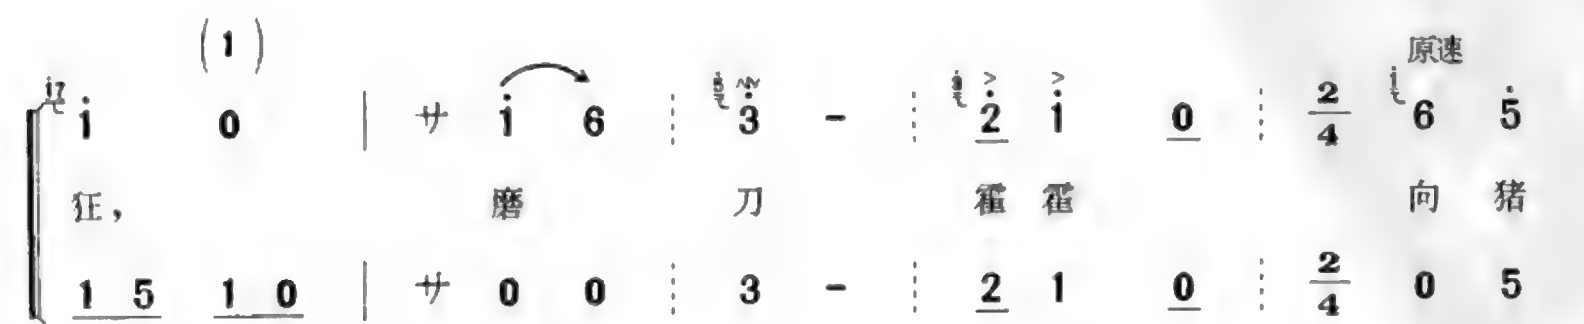 (1)
原速
i 0 | サ i 6 3 - 2 i 0 2/4 6 5
狂， 磨 刀 霍 霍 向 猪
1 5 1 0 | サ 0 0 3 - 2 1 0 2/4 0 5